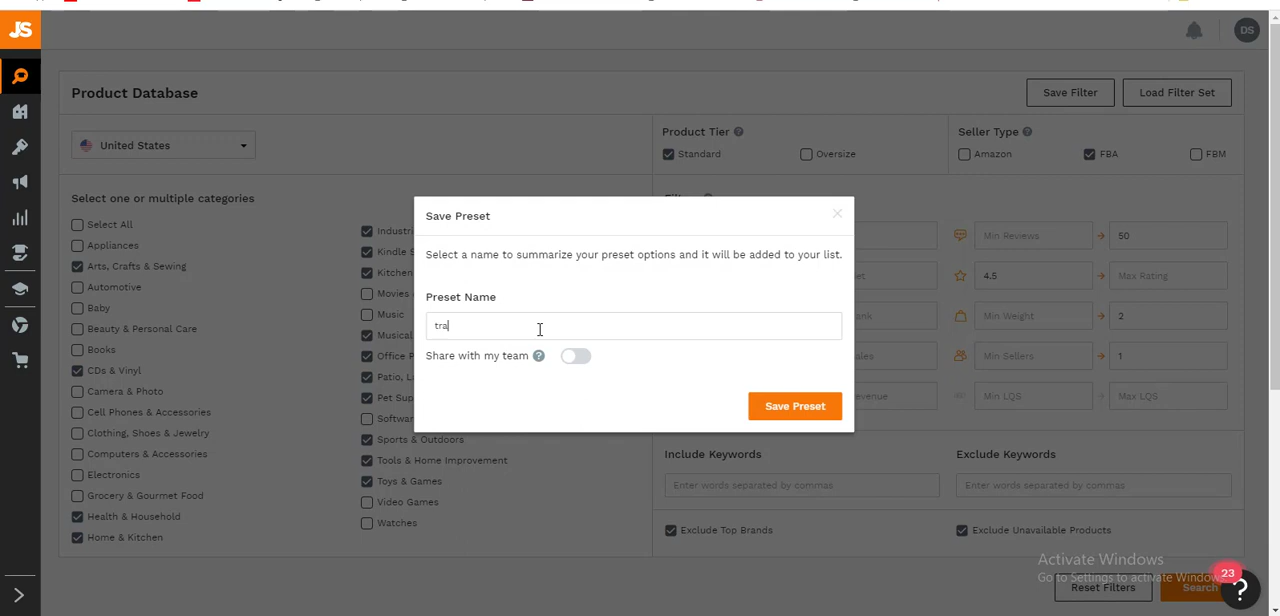 JS
DS
Product Database
Save Filter
Load Filter Set
United States
Product Tier ?
Standard
Oversize
Seller Type ?
Amazon
FBA
FBM
Select one or multiple categories
Select All
Appliances
Arts, Crafts & Sewing
Automotive
Baby
Beauty & Personal Care
Books
CDs & Vinyl
Camera & Photo
Cell Phones & Accessories
Clothing, Shoes & Jewelry
Computers & Accessories
Electronics
Grocery & Gourmet Food
Health & Household
Home & Kitchen
Industri
Kindle S
Kitchen
Movies
Music
Musical
Office P
Patio, L
Pet Sup
Softwar
Sports & Outdoors
Tools & Home Improvement
Toys & Games
Video Games
Watches
Save Preset
Select a name to summarize your preset options and it will be added to your list.
Preset Name
tra
Share with my team ?
Save Preset
Min Reviews
50
4.5
Max Rating
Min Weight
2
Min Sellers
1
Min LQS
Max LQS
Include Keywords
Enter words separated by commas
Exclude Keywords
Enter words separated by commas
Exclude Top Brands
Exclude Unavailable Products
Activate Windows
Go to Settings to activate Windows
Reset Filters
Search
23
?